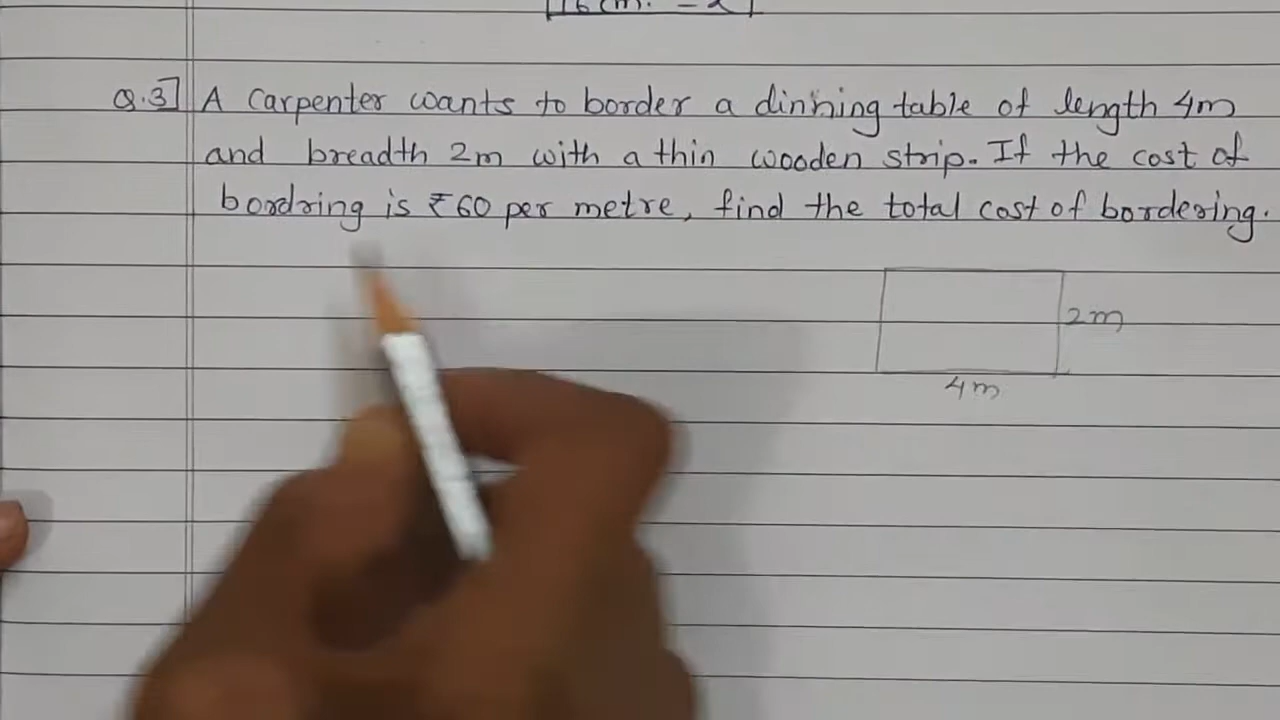 Q.3] A Carpenter wants to border a dinning table of length 4m
and breadth 2m with a thin wooden strip. If the cost of
bordring is ₹60 per metre, find the total cost of bordering.
2m
4m